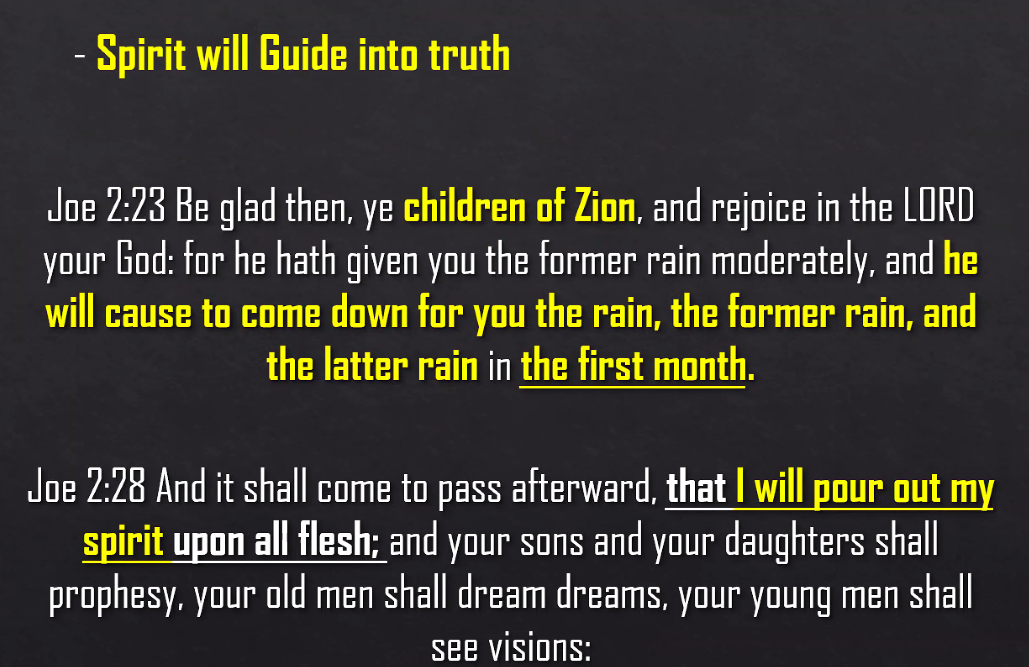 - Spirit will Guide into truth
Joe 2:23 Be glad then, ye children of Zion, and rejoice in the LORD
your God: for he hath given you the former rain moderately, and he
will cause to come down for you the rain, the former rain, and
the latter rain in the first month.
Joe 2:28 And it shall come to pass afterward, that I will pour out my
spirit upon all flesh; and your sons and your daughters shall
prophesy, your old men shall dream dreams, your young men shall
see visions: